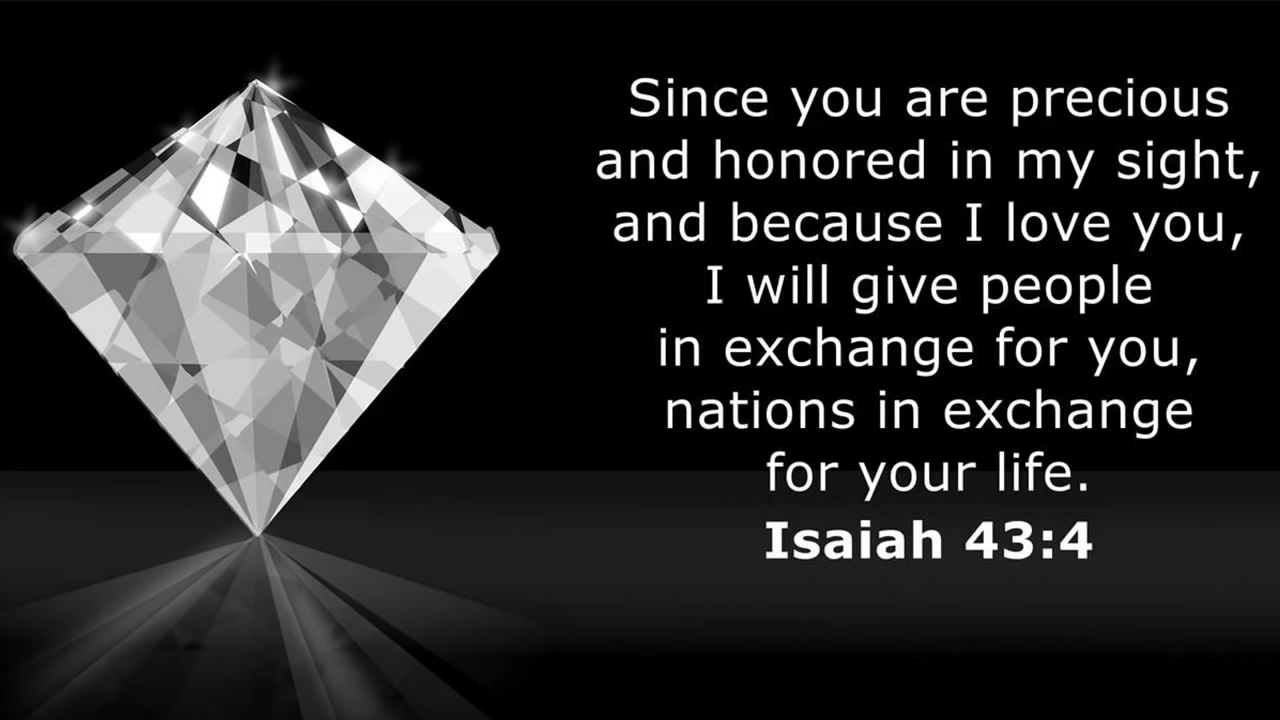 Since you are precious
and honored in my sight,
and because I love you,
I will give people
in exchange for you,
nations in exchange
for your life.
Isaiah 43:4